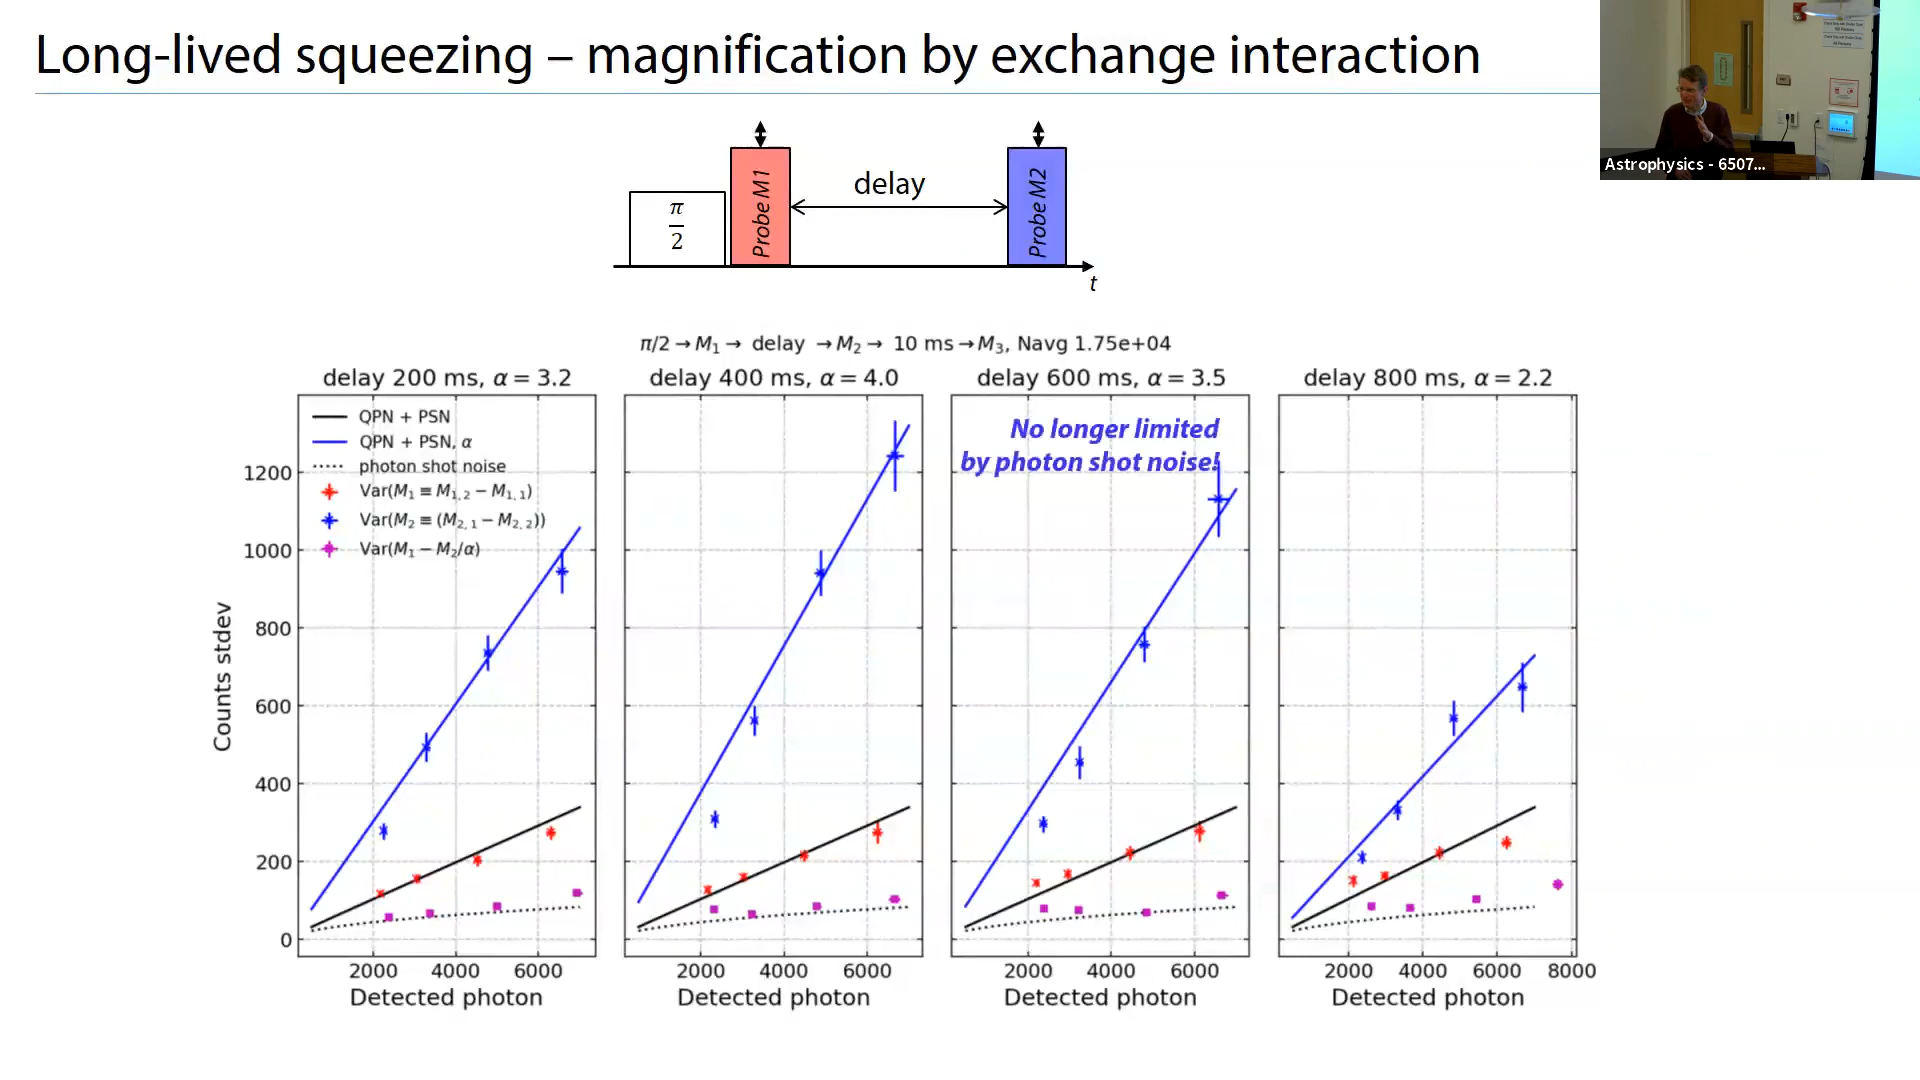 Long-lived squeezing – magnification by exchange interaction
Astrophysics - 6507...
π/2
Probe M1
delay
Probe M2
t
π/2→M₁→ delay →M₂→ 10 ms→M₃, Navg 1.75e+04
delay 200 ms, α = 3.2
delay 400 ms, α = 4.0
delay 600 ms, α = 3.5
delay 800 ms, α = 2.2
QPN + PSN
QPN + PSN, α
photon shot noise
Var(M₁ ≡ M₁,₂ − M₁,₁)
Var(M₂ ≡ (M₂,₁ − M₂,₂))
Var(M₁ − M₂/α)
No longer limited
by photon shot noise!
Counts stdev
1200
1000
800
600
400
200
0
2000 4000 6000
2000 4000 6000
2000 4000 6000
2000 4000 6000 8000
Detected photon
Detected photon
Detected photon
Detected photon